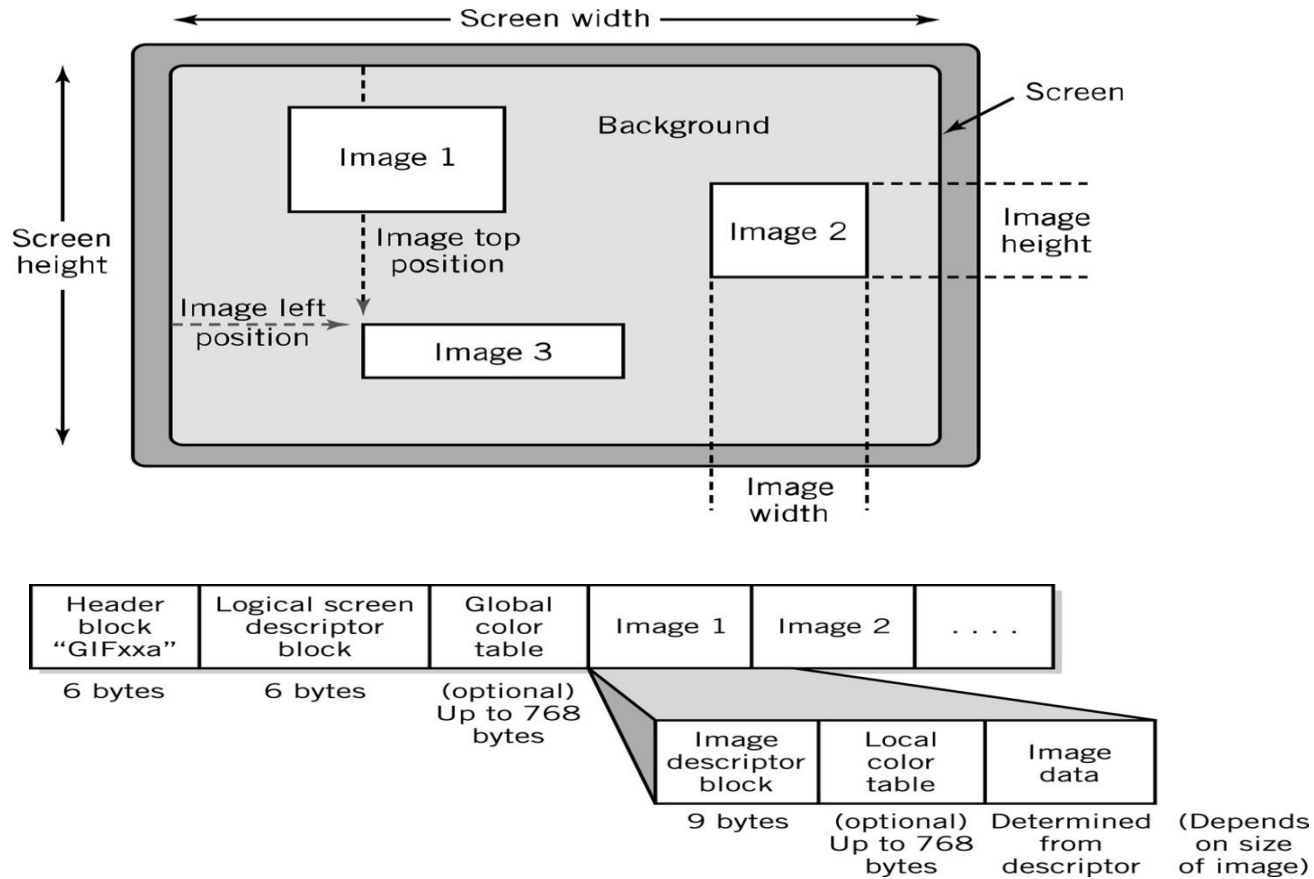 Screen width
Screen
Background
Image 1
Image 2
Image
height
Screen
height
Image top
position
Image left
position
Image 3
Image
width
Header
block
“GIFxxa”
Logical screen
descriptor
block
Global
color
table
Image 1
Image 2
. . . .
6 bytes
6 bytes
(optional)
Up to 768
bytes
Image
descriptor
block
Local
color
table
Image
data
9 bytes
(optional)
Up to 768
bytes
Determined
from
descriptor
(Depends
on size
of image)